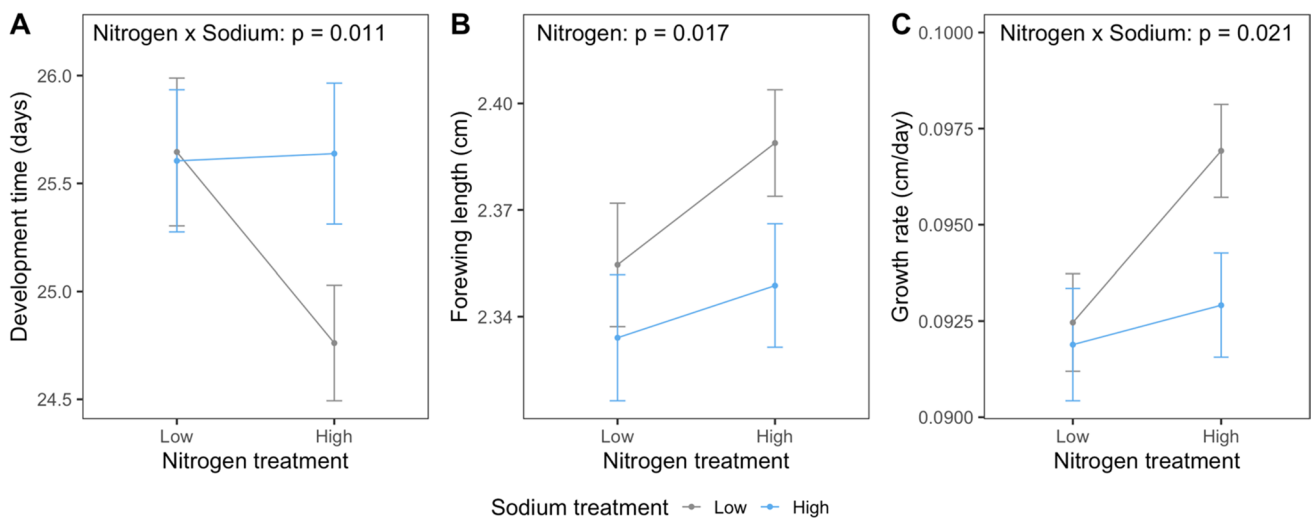 A
Nitrogen x Sodium: p = 0.011
Development time (days)
26.0
25.5
25.0
24.5
Low
High
Nitrogen treatment
B
Nitrogen: p = 0.017
Forewing length (cm)
2.40
2.37
2.34
Low
High
Nitrogen treatment
C
Nitrogen x Sodium: p = 0.021
Growth rate (cm/day)
0.1000
0.0975
0.0950
0.0925
0.0900
Low
High
Nitrogen treatment
Sodium treatment Low High